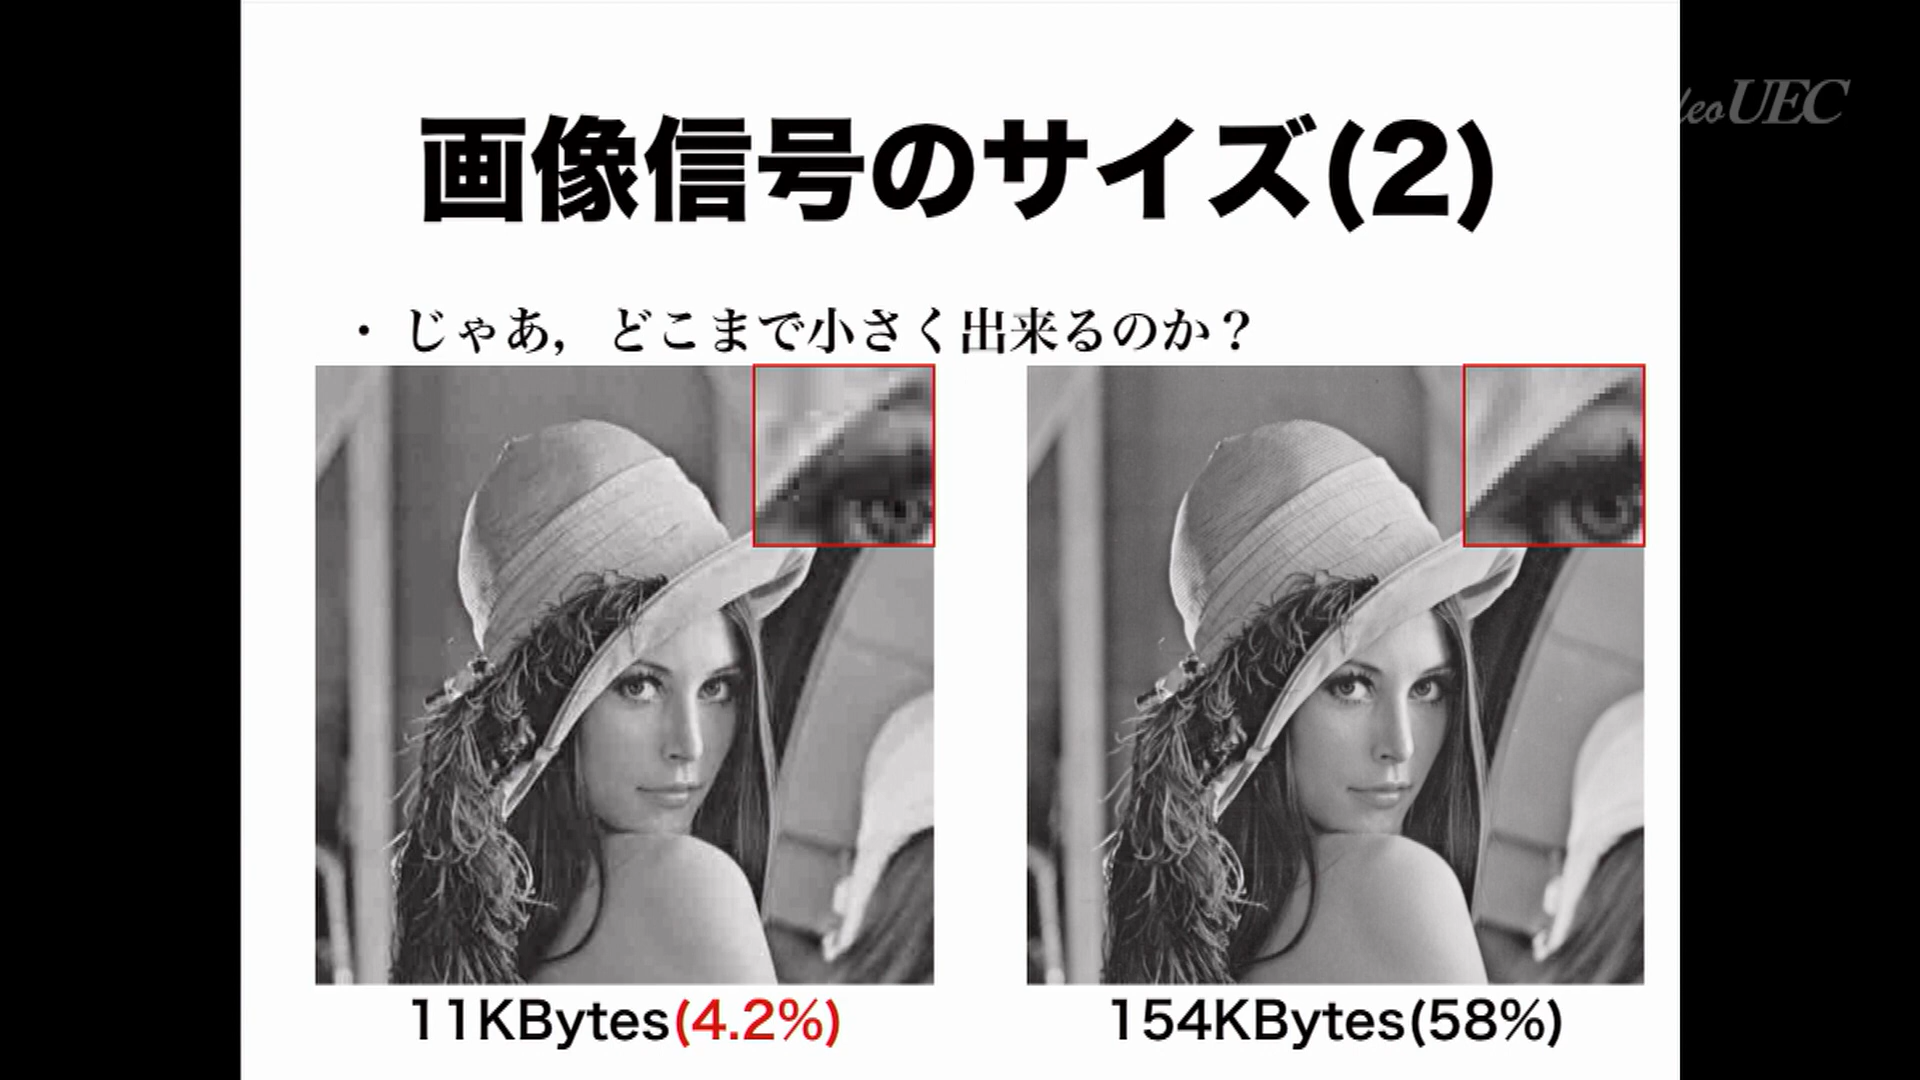 画像信号のサイズ(2)
UEC
・じゃあ，どこまで小さく出来るのか？
11KBytes(4.2%)
154KBytes(58%)